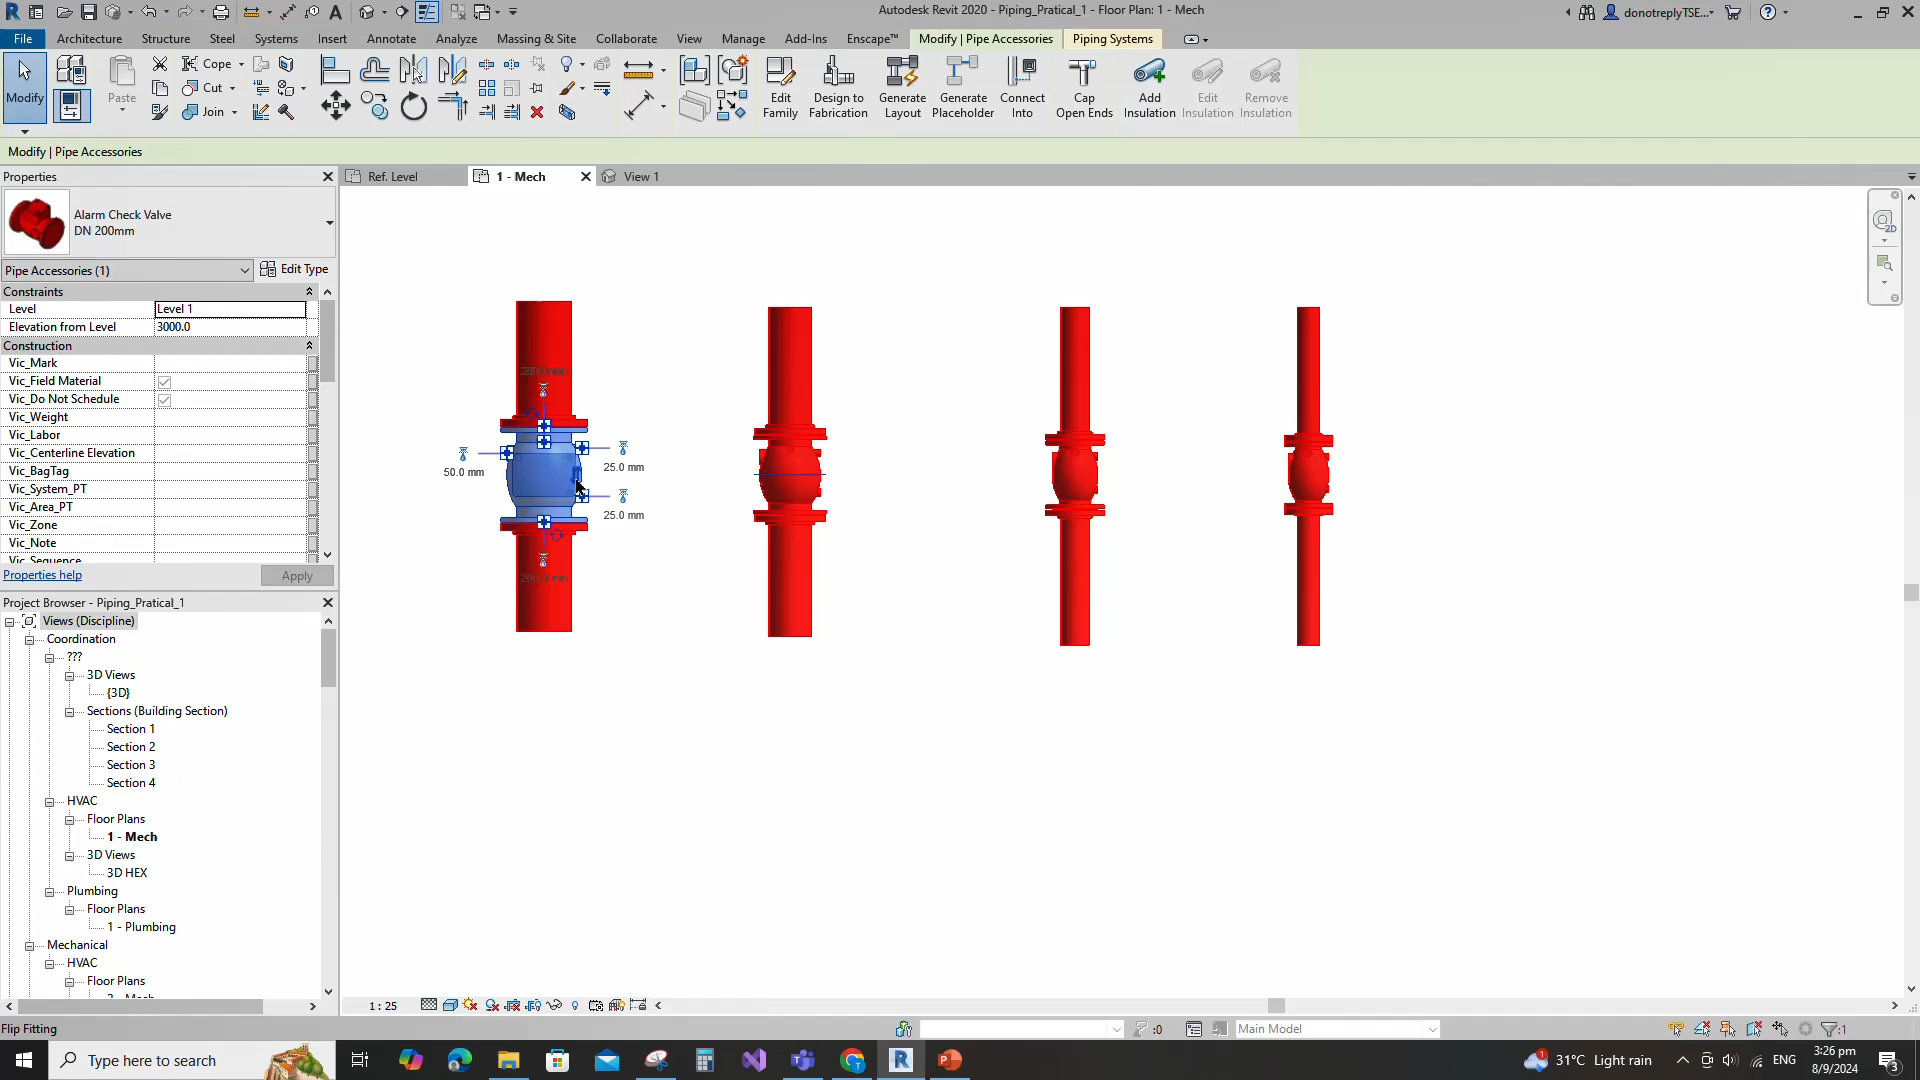 Autodesk Revit 2020 - Piping_Pratical_1 - Floor Plan: 1 - Mech
donotreplyTSE...
File
Architecture
Structure
Steel
Systems
Insert
Annotate
Analyze
Massing & Site
Collaborate
View
Manage
Add-Ins
Enscape™
Modify | Pipe Accessories
Piping Systems
Modify
Paste
Cope
Cut
Join
Edit
Family
Design to
Fabrication
Generate
Layout
Generate
Placeholder
Connect
Into
Cap
Open Ends
Add
Insulation
Edit
Insulation
Remove
Insulation
Modify | Pipe Accessories
Properties
Ref. Level
1 - Mech
View 1
Alarm Check Valve
DN 200mm
Pipe Accessories (1)
Edit Type
Constraints
Level
Level 1
Elevation from Level
3000.0
Construction
Vic_Mark
Vic_Field Material
Vic_Do Not Schedule
Vic_Weight
Vic_Labor
Vic_Centerline Elevation
Vic_BagTag
Vic_System_PT
Vic_Area_PT
Vic_Zone
Vic_Note
Vic_Sequence
Properties help
Apply
2D
50.0 mm
25.0 mm
25.0 mm
200.0 mm
Project Browser - Piping_Pratical_1
Views (Discipline)
Coordination
???
3D Views
{3D}
Sections (Building Section)
Section 1
Section 2
Section 3
Section 4
HVAC
Floor Plans
1 - Mech
3D Views
3D HEX
Plumbing
Floor Plans
1 - Plumbing
Mechanical
HVAC
Floor Plans
2 - Mech
1 : 25
Flip Fitting
:0
Main Model
:1
Type here to search
31°C Light rain
ENG
3:26 pm
8/9/2024
3